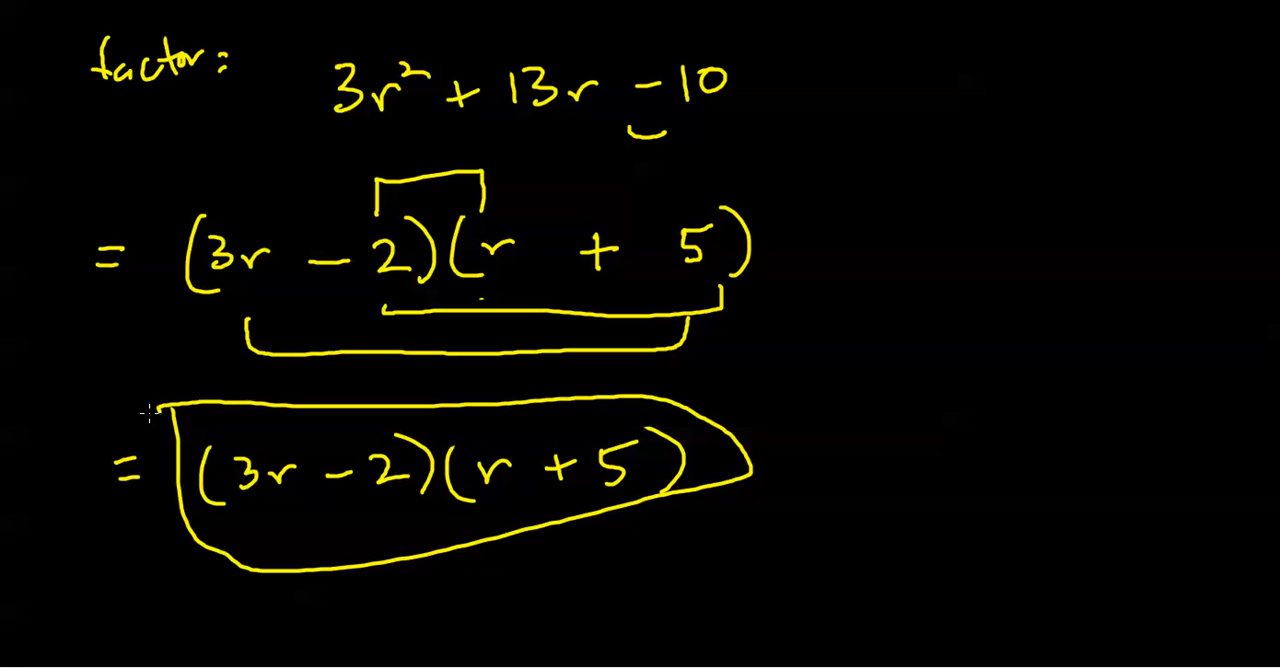 factor:
3r² + 13r - 10
= (3r - 2)(r + 5)
= (3r - 2)(r + 5)